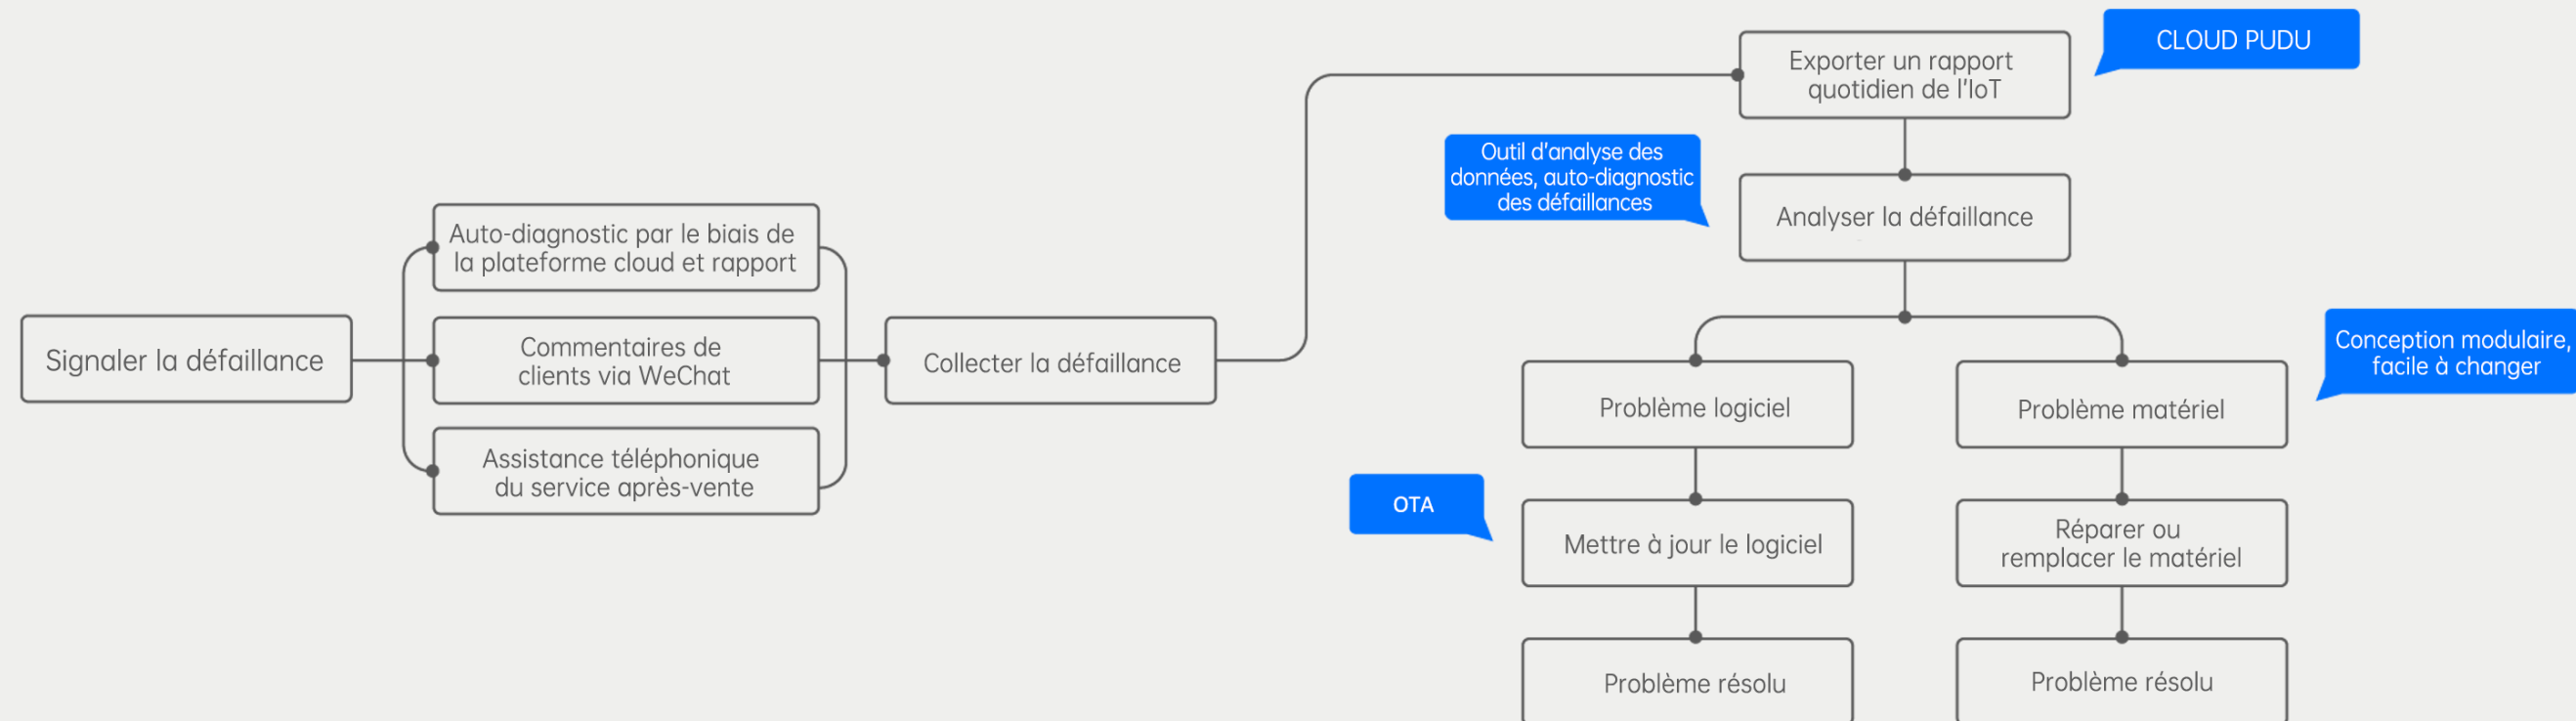 Signaler la défaillance
Auto-diagnostic par le biais de
la plateforme cloud et rapport
Commentaires de
clients via WeChat
Assistance téléphonique
du service après-vente
Collecter la défaillance
Exporter un rapport
quotidien de l'IoT
CLOUD PUDU
Outil d'analyse des
données, auto-diagnostic
des défaillances
Analyser la défaillance
Problème logiciel
Problème matériel
Conception modulaire,
facile à changer
OTA
Mettre à jour le logiciel
Réparer ou
remplacer le matériel
Problème résolu
Problème résolu